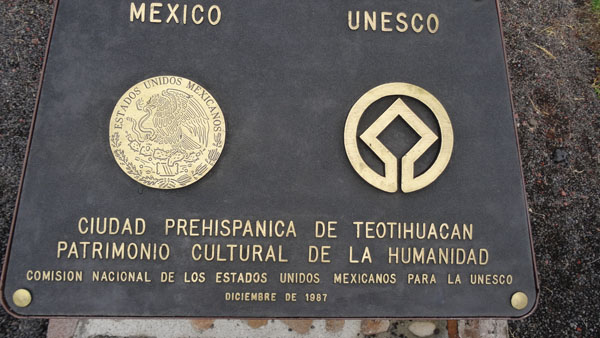 MEXICO UNESCO
ESTADOS UNIDOS MEXICANOS
CIUDAD PREHISPANICA DE TEOTIHUACAN
PATRIMONIO CULTURAL DE LA HUMANIDAD
COMISION NACIONAL DE LOS ESTADOS UNIDOS MEXICANOS PARA LA UNESCO
DICIEMBRE DE 1987